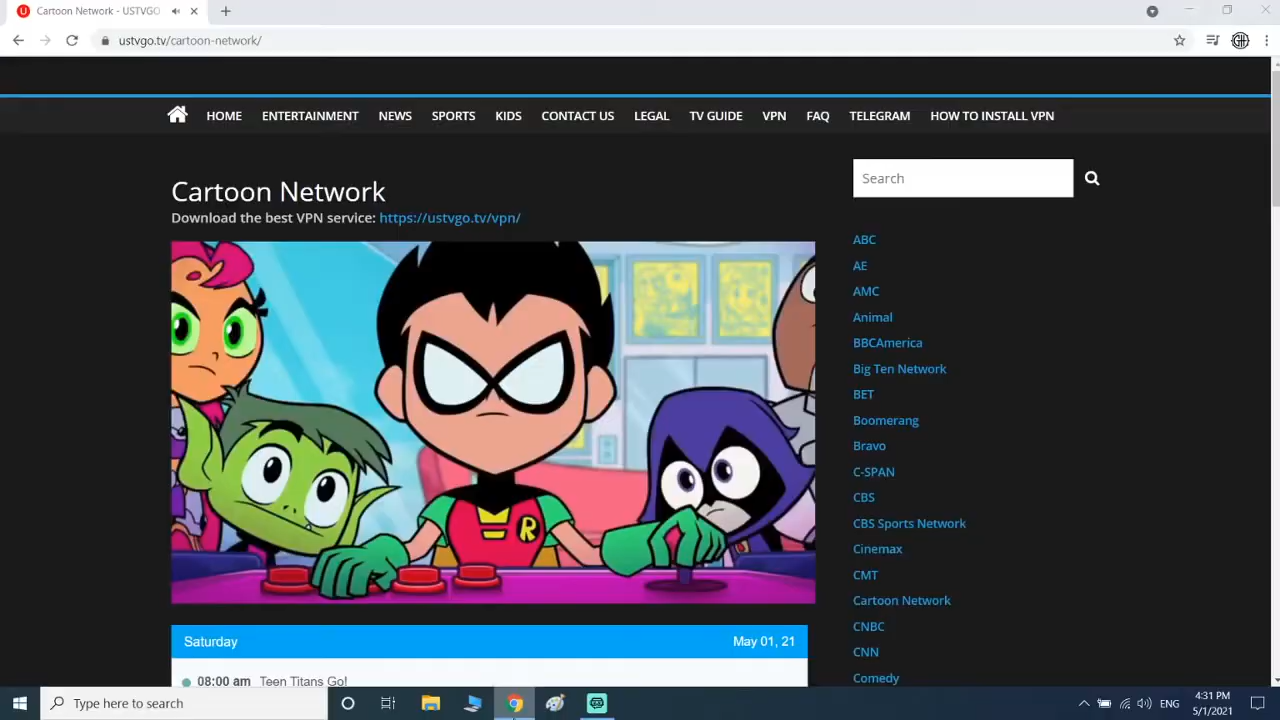 Cartoon Network - USTVGO
ustvgo.tv/cartoon-network/
HOME ENTERTAINMENT NEWS SPORTS KIDS CONTACT US LEGAL TV GUIDE VPN FAQ TELEGRAM HOW TO INSTALL VPN
Cartoon Network
Download the best VPN service: https://ustvgo.tv/vpn/
R
Saturday May 01, 21
08:00 am Teen Titans Go!
Search
ABC
AE
AMC
Animal
BBCAmerica
Big Ten Network
BET
Boomerang
Bravo
C-SPAN
CBS
CBS Sports Network
Cinemax
CMT
Cartoon Network
CNBC
CNN
Comedy
Type here to search
ENG
4:31 PM
5/1/2021